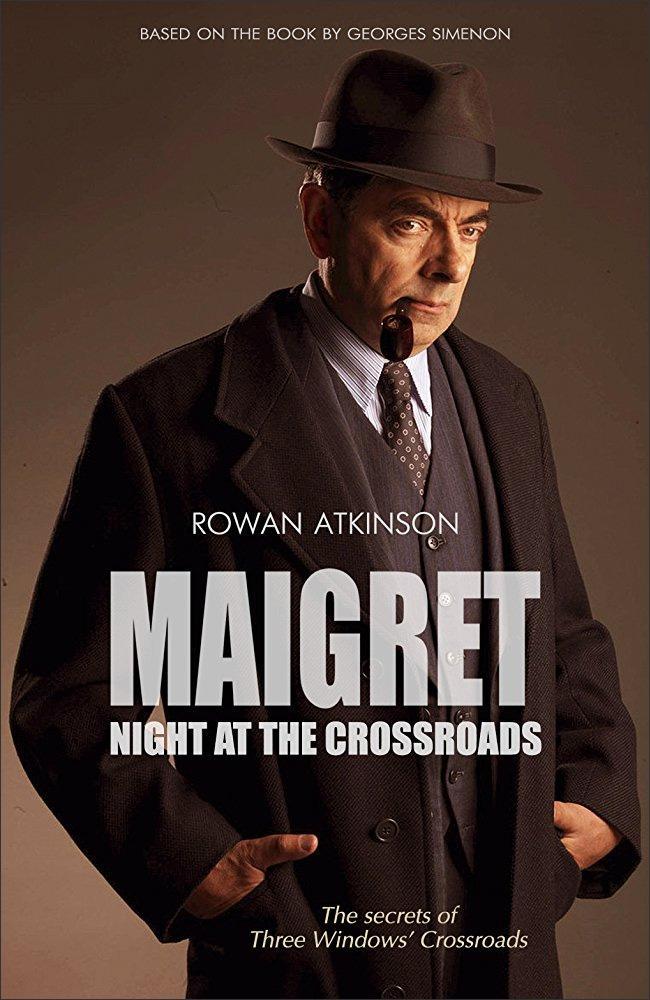 BASED ON THE BOOK BY GEORGES SIMENON
ROWAN ATKINSON
MAIGRET
NIGHT AT THE CROSSROADS
The secrets of
Three Windows' Crossroads